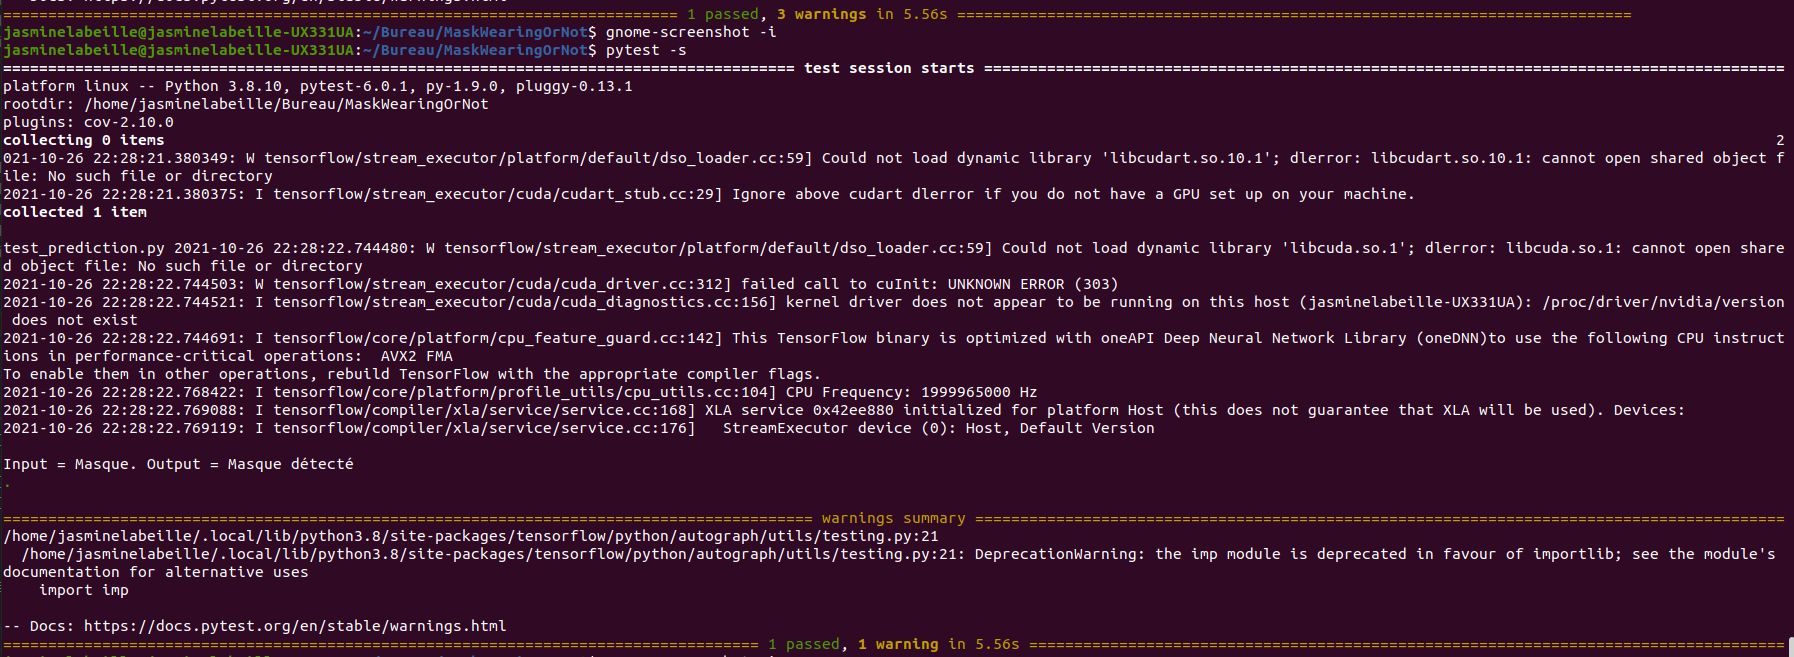 ============================================================================ 1 passed, 3 warnings in 5.56s ===========================================================================
jasminelabeille@jasminelabeille-UX331UA:~/Bureau/MaskWearingOrNot$ gnome-screenshot -i
jasminelabeille@jasminelabeille-UX331UA:~/Bureau/MaskWearingOrNot$ pytest -s
======================================================================================== test session starts =========================================================================================
platform linux -- Python 3.8.10, pytest-6.0.1, py-1.9.0, pluggy-0.13.1
rootdir: /home/jasminelabeille/Bureau/MaskWearingOrNot
plugins: cov-2.10.0
collecting 0 items 2
021-10-26 22:28:21.380349: W tensorflow/stream_executor/platform/default/dso_loader.cc:59] Could not load dynamic library 'libcudart.so.10.1'; dlerror: libcudart.so.10.1: cannot open shared object f
ile: No such file or directory
2021-10-26 22:28:21.380375: I tensorflow/stream_executor/cuda/cudart_stub.cc:29] Ignore above cudart dlerror if you do not have a GPU set up on your machine.
collected 1 item
test_prediction.py 2021-10-26 22:28:22.744480: W tensorflow/stream_executor/platform/default/dso_loader.cc:59] Could not load dynamic library 'libcuda.so.1'; dlerror: libcuda.so.1: cannot open share
d object file: No such file or directory
2021-10-26 22:28:22.744503: W tensorflow/stream_executor/cuda/cuda_driver.cc:312] failed call to cuInit: UNKNOWN ERROR (303)
2021-10-26 22:28:22.744521: I tensorflow/stream_executor/cuda/cuda_diagnostics.cc:156] kernel driver does not appear to be running on this host (jasminelabeille-UX331UA): /proc/driver/nvidia/version
 does not exist
2021-10-26 22:28:22.744691: I tensorflow/core/platform/cpu_feature_guard.cc:142] This TensorFlow binary is optimized with oneAPI Deep Neural Network Library (oneDNN)to use the following CPU instruct
ions in performance-critical operations:  AVX2 FMA
To enable them in other operations, rebuild TensorFlow with the appropriate compiler flags.
2021-10-26 22:28:22.768422: I tensorflow/core/platform/profile_utils/cpu_utils.cc:104] CPU Frequency: 1999965000 Hz
2021-10-26 22:28:22.769088: I tensorflow/compiler/xla/service/service.cc:168] XLA service 0x42ee880 initialized for platform Host (this does not guarantee that XLA will be used). Devices:
2021-10-26 22:28:22.769119: I tensorflow/compiler/xla/service/service.cc:176]   StreamExecutor device (0): Host, Default Version
Input = Masque. Output = Masque détecté
.
========================================================================================== warnings summary ==========================================================================================
/home/jasminelabeille/.local/lib/python3.8/site-packages/tensorflow/python/autograph/utils/testing.py:21
  /home/jasminelabeille/.local/lib/python3.8/site-packages/tensorflow/python/autograph/utils/testing.py:21: DeprecationWarning: the imp module is deprecated in favour of importlib; see the module's
documentation for alternative uses
    import imp
-- Docs: https://docs.pytest.org/en/stable/warnings.html
==================================================================================== 1 passed, 1 warning in 5.56s ====================================================================================